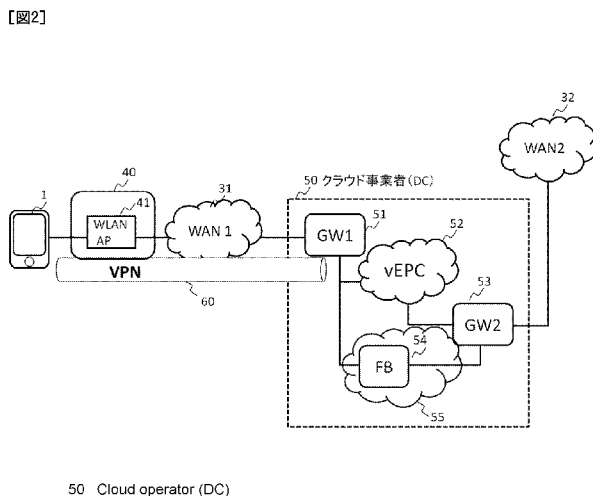 [図2]
32
WAN2
40
31
50 クラウド事業者(DC)
1
41
51
52
WLAN
AP
WAN 1
GW1
vEPC
53
VPN
GW2
60
54
FB
55
50 Cloud operator (DC)